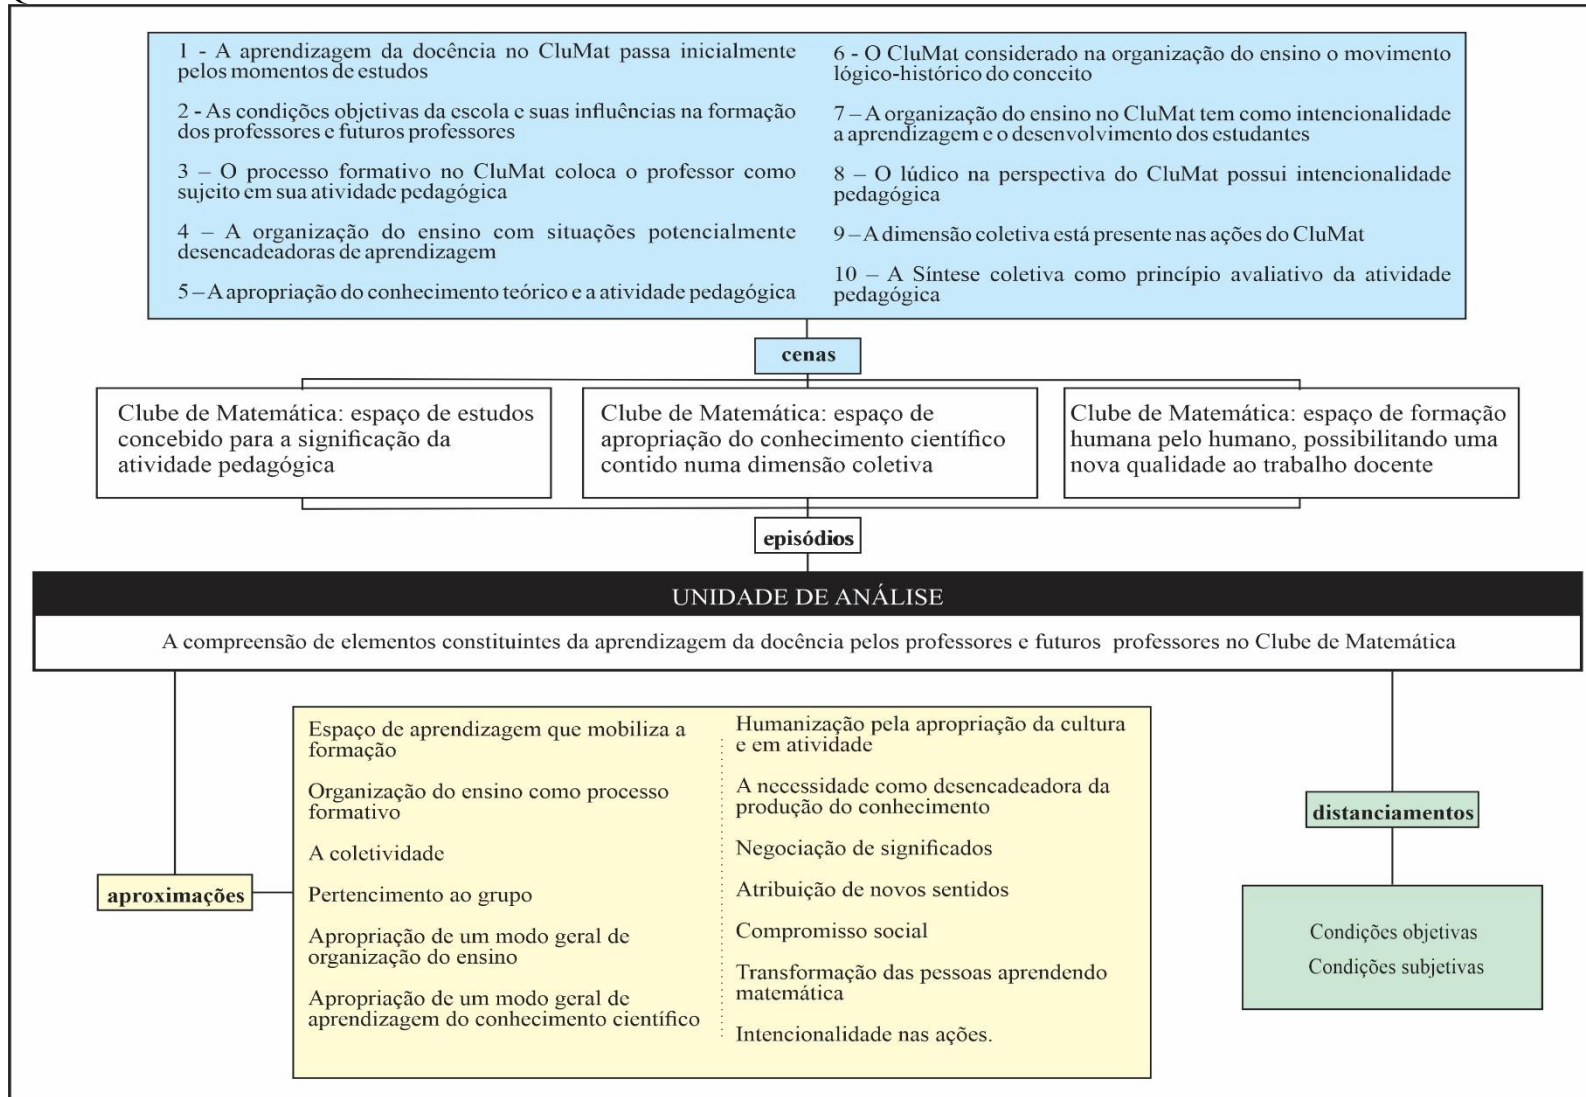 1 - A aprendizagem da docência no CluMat passa inicialmente
pelos momentos de estudos
2 - As condições objetivas da escola e suas influências na formação
dos professores e futuros professores
3 – O processo formativo no CluMat coloca o professor como
sujeito em sua atividade pedagógica
4 – A organização do ensino com situações potencialmente
desencadeadoras de aprendizagem
5 – A apropriação do conhecimento teórico e a atividade pedagógica
6 - O CluMat considerado na organização do ensino o movimento
lógico-histórico do conceito
7 – A organização do ensino no CluMat tem como intencionalidade
a aprendizagem e o desenvolvimento dos estudantes
8 – O lúdico na perspectiva do CluMat possui intencionalidade
pedagógica
9 – A dimensão coletiva está presente nas ações do CluMat
10 – A Síntese coletiva como princípio avaliativo da atividade
pedagógica
cenas
Clube de Matemática: espaço de estudos
concebido para a significação da
atividade pedagógica
Clube de Matemática: espaço de
apropriação do conhecimento científico
contido numa dimensão coletiva
Clube de Matemática: espaço de formação
humana pelo humano, possibilitando uma
nova qualidade ao trabalho docente
episódios
UNIDADE DE ANÁLISE
A compreensão de elementos constituintes da aprendizagem da docência pelos professores e futuros professores no Clube de Matemática
aproximações
Espaço de aprendizagem que mobiliza a
formação
Organização do ensino como processo
formativo
A coletividade
Pertencimento ao grupo
Apropriação de um modo geral de
organização do ensino
Apropriação de um modo geral de
aprendizagem do conhecimento científico
Humanização pela apropriação da cultura
e em atividade
A necessidade como desencadeadora da
produção do conhecimento
Negociação de significados
Atribuição de novos sentidos
Compromisso social
Transformação das pessoas aprendendo
matemática
Intencionalidade nas ações.
distanciamentos
Condições objetivas
Condições subjetivas